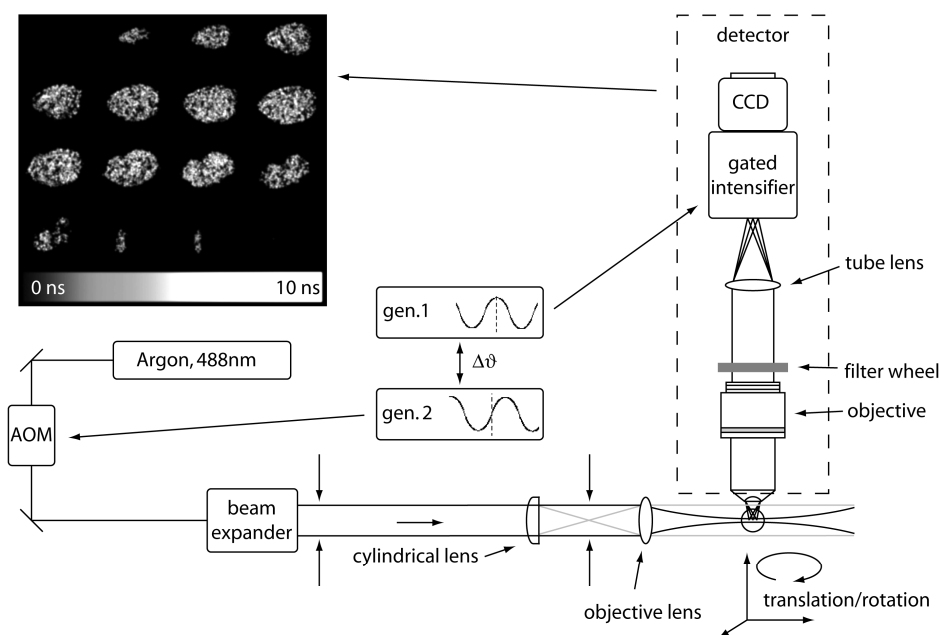 detector
CCD
gated
intensifier
tube lens
0 ns
10 ns
gen.1
Δϑ
Argon, 488nm
filter wheel
gen. 2
objective
AOM
beam
expander
cylindrical lens
objective lens
translation/rotation